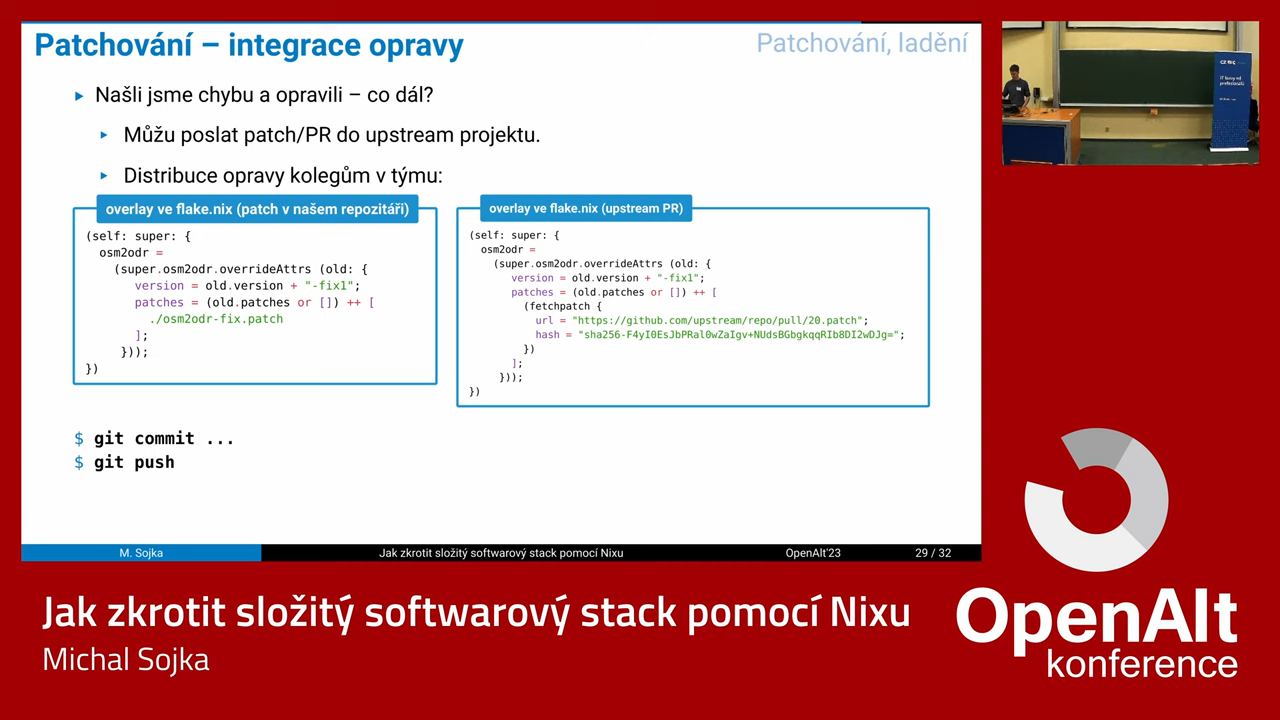 Patchování – integrace opravy
Patchování, ladění
Našli jsme chybu a opravili – co dál?
Můžu poslat patch/PR do upstream projektu.
Distribuce opravy kolegům v týmu:
overlay ve flake.nix (patch v našem repozitáři)
(self: super: {
  osm2odr =
    (super.osm2odr.overrideAttrs (old: {
       version = old.version + "-fix1";
       patches = (old.patches or []) ++ [
         ./osm2odr-fix.patch
       ];
     }));
})
overlay ve flake.nix (upstream PR)
(self: super: {
  osm2odr =
    (super.osm2odr.overrideAttrs (old: {
       version = old.version + "-fix1";
       patches = (old.patches or []) ++ [
         (fetchpatch {
           url = "https://github.com/upstream/repo/pull/20.patch";
           hash = "sha256-F4yI0EsJbPRal0wZaIgv+NUdsBGbgkqqRIb8DI2wDJg=";
         })
       ];
     }));
})
$ git commit ...
$ git push
M. Sojka
Jak zkrotit složitý softwarový stack pomocí Nixu
OpenAlt'23
29 / 32
Jak zkrotit složitý softwarový stack pomocí Nixu
Michal Sojka
OpenAlt
konference